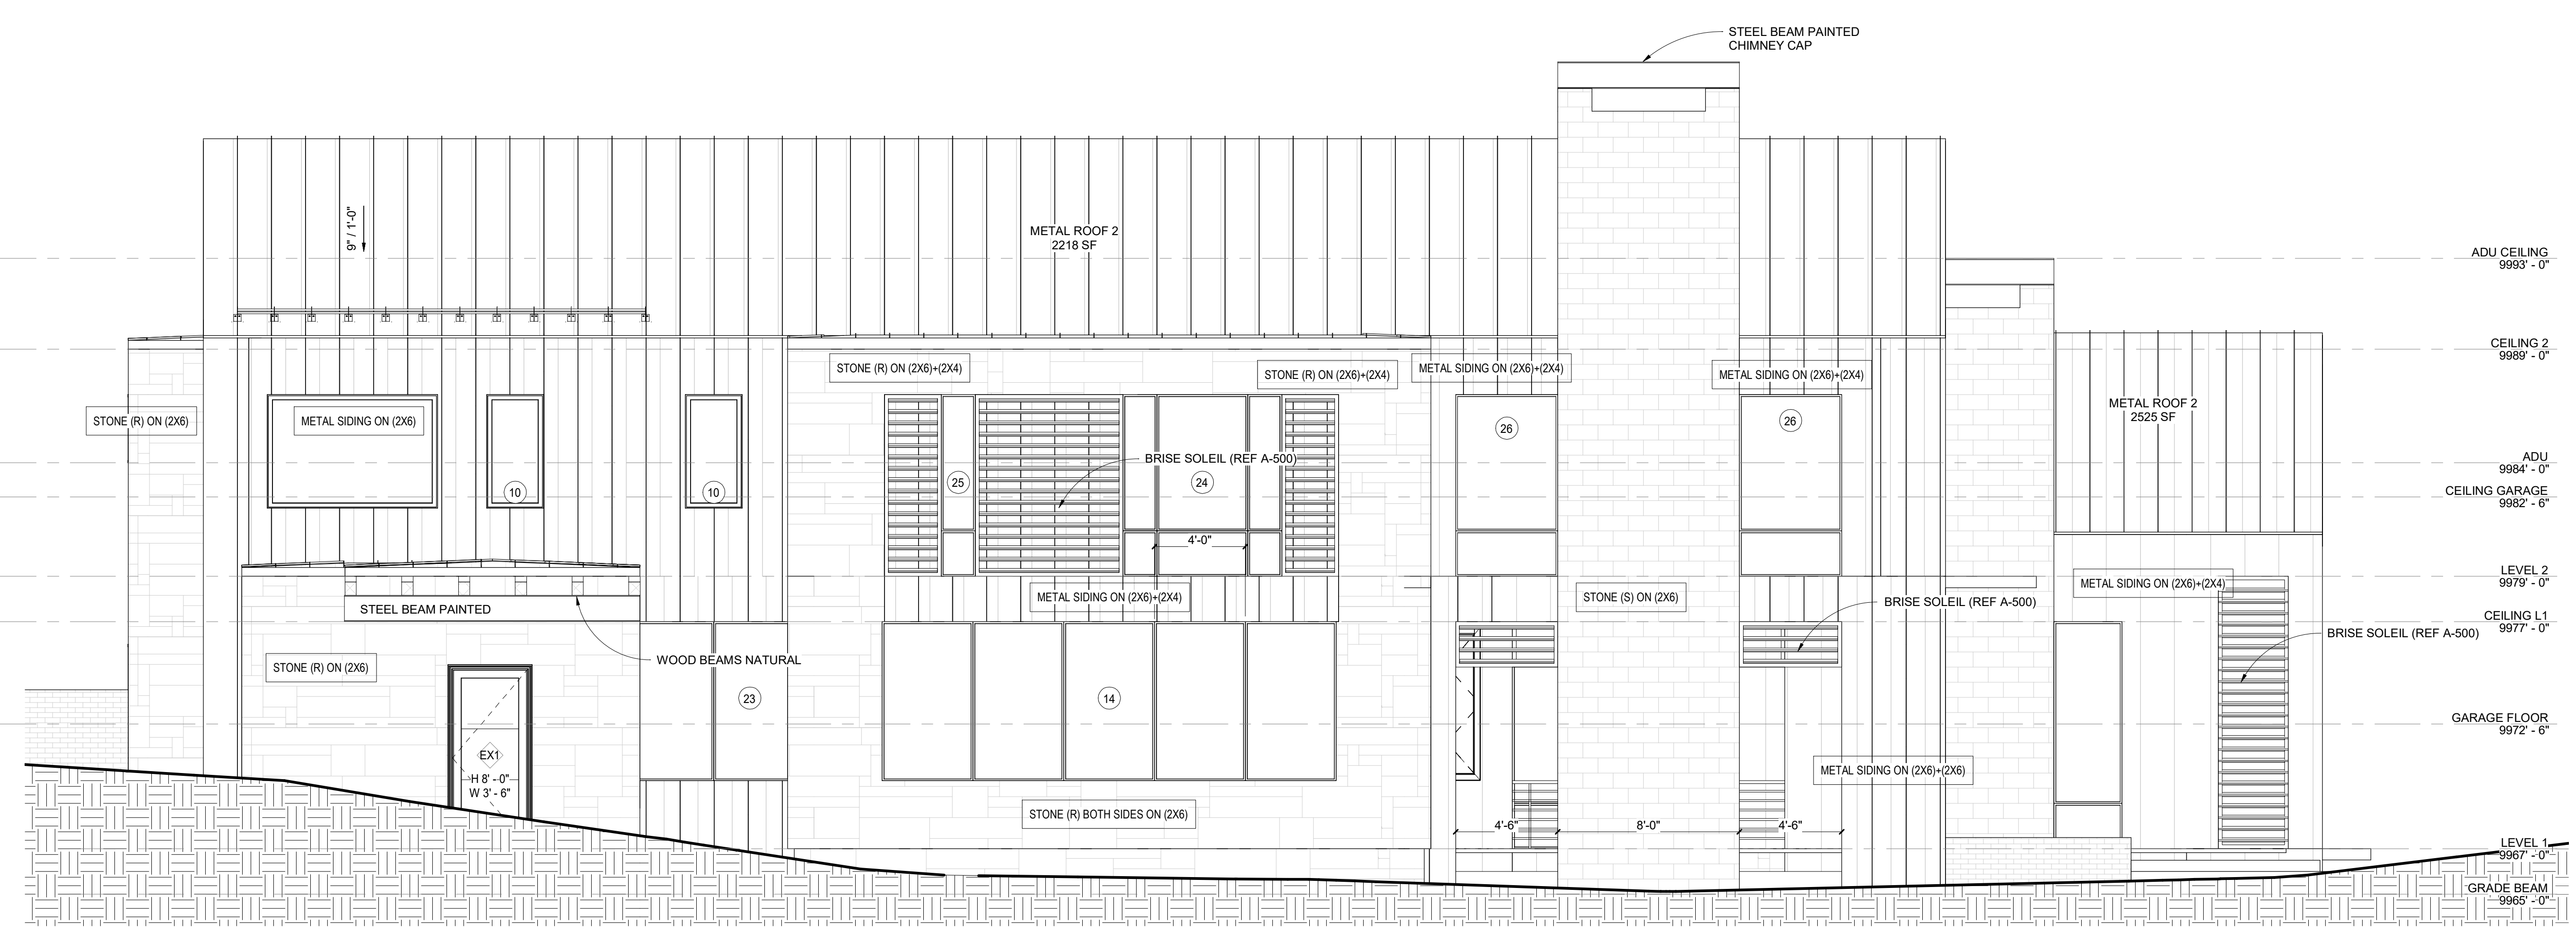 STEEL BEAM PAINTED
CHIMNEY CAP
9" / 1'-0"
METAL ROOF 2
2218 SF
ADU CEILING
9993' - 0"
CEILING 2
9989' - 0"
STONE (R) ON (2X6)+(2X4)
STONE (R) ON (2X6)+(2X4)
METAL SIDING ON (2X6)+(2X4)
METAL SIDING ON (2X6)+(2X4)
METAL ROOF 2
2525 SF
STONE (R) ON (2X6)
METAL SIDING ON (2X6)
26
26
BRISE SOLEIL (REF A-500)
ADU
9984' - 0"
10
10
25
24
CEILING GARAGE
9982' - 6"
4'-0"
LEVEL 2
9979' - 0"
METAL SIDING ON (2X6)+(2X4)
STEEL BEAM PAINTED
METAL SIDING ON (2X6)+(2X4)
STONE (S) ON (2X6)
BRISE SOLEIL (REF A-500)
CEILING L1
9977' - 0"
BRISE SOLEIL (REF A-500)
WOOD BEAMS NATURAL
STONE (R) ON (2X6)
23
14
GARAGE FLOOR
9972' - 6"
EX1
H 8' - 0"
W 3' - 6"
METAL SIDING ON (2X6)+(2X6)
STONE (R) BOTH SIDES ON (2X6)
4'-6"
8'-0"
4'-6"
LEVEL 1
9967' - 0"
GRADE BEAM
9965' - 0"